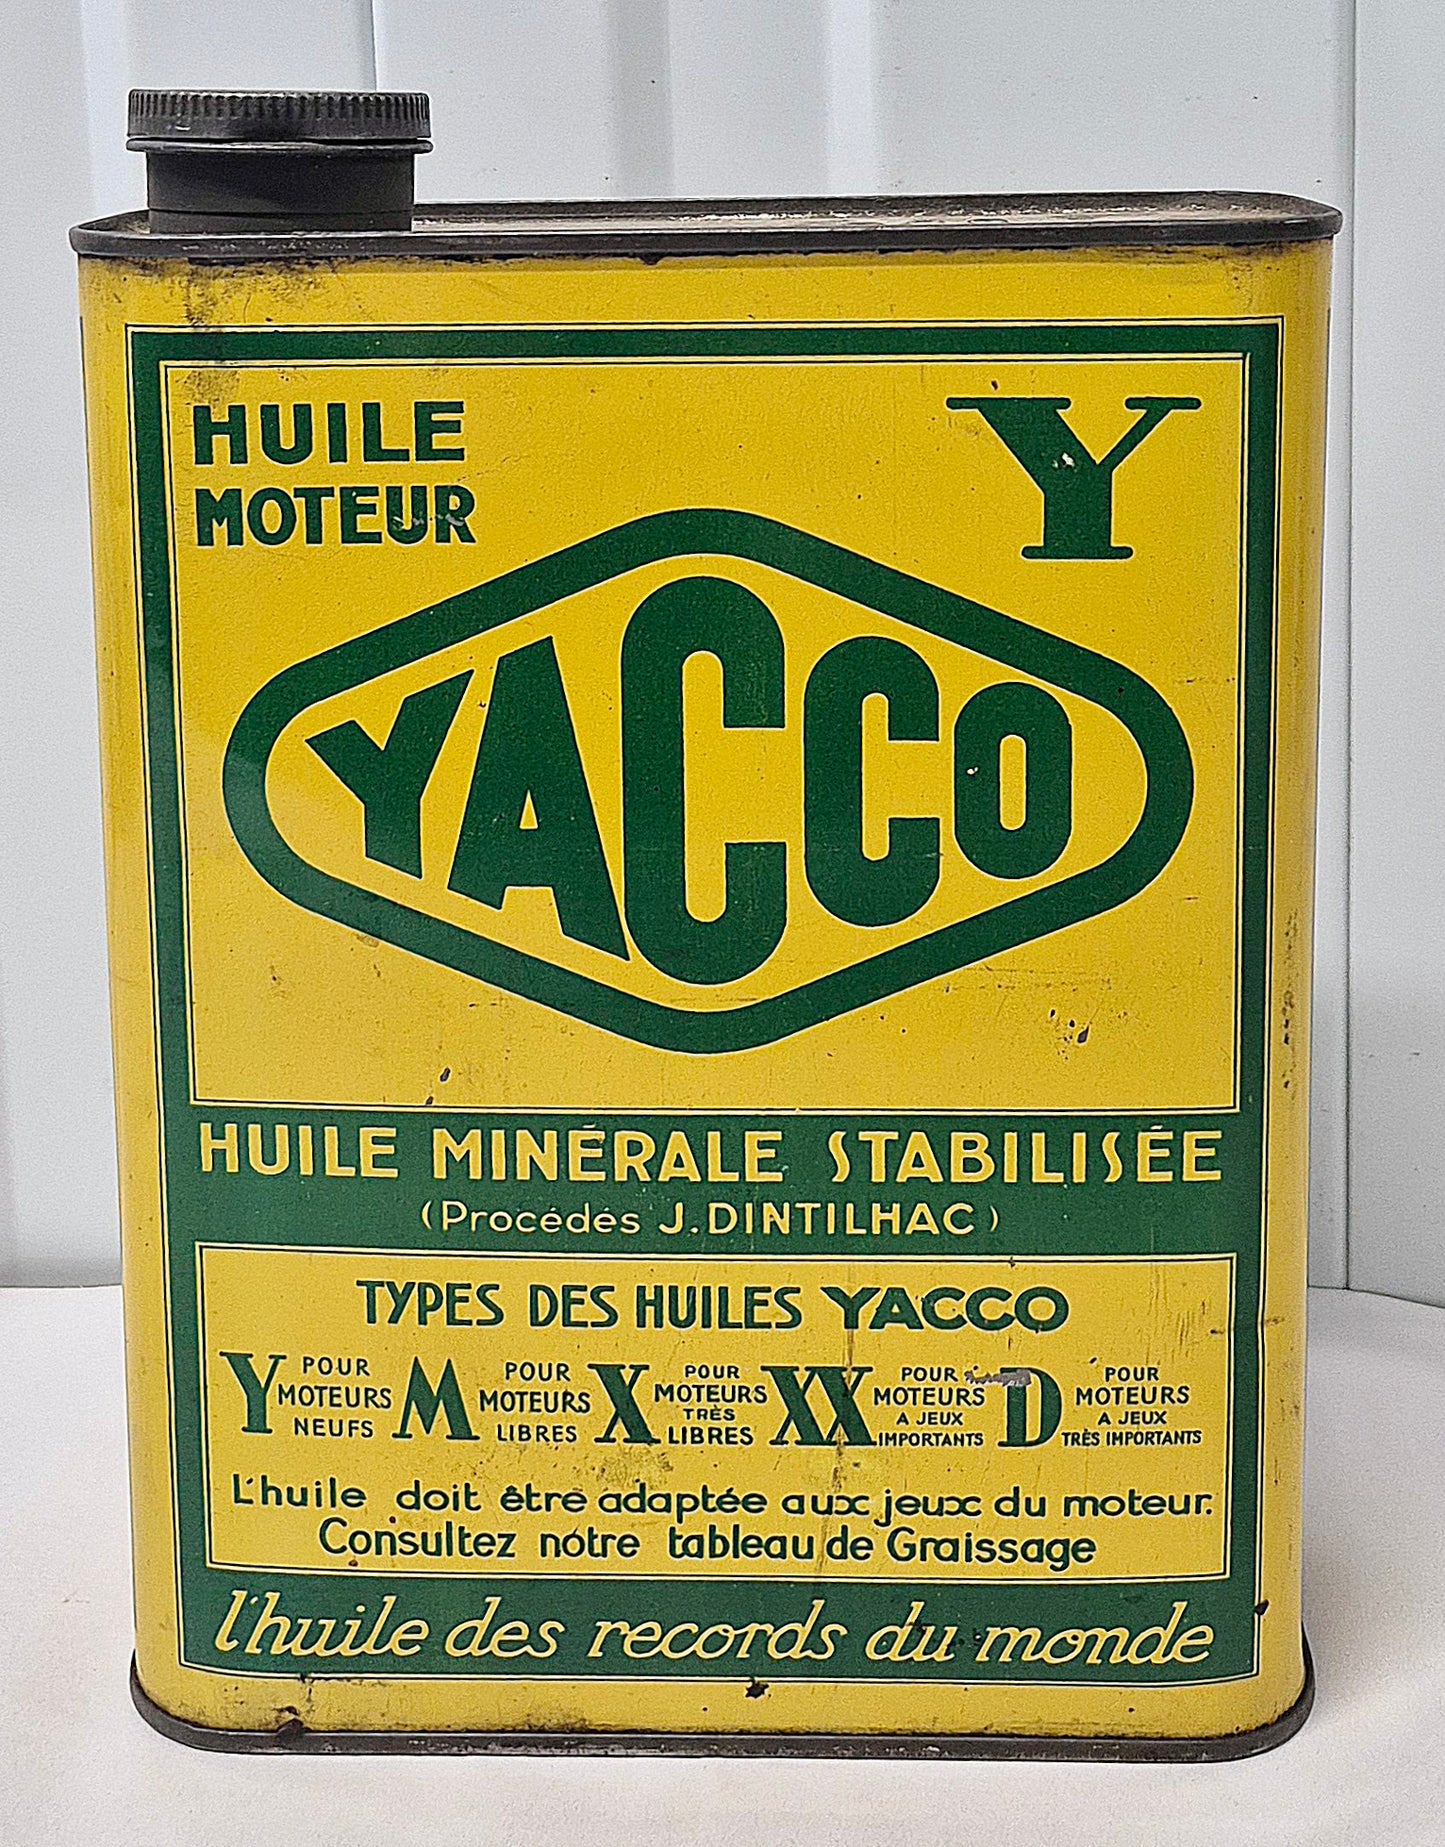 HUILE
MOTEUR
Y
YACCO
HUILE MINÉRALE STABILISÉE
(Procédés J. DINTILHAC)
TYPES DES HUILES YACCO
Y POUR MOTEURS NEUFS
M POUR MOTEURS LIBRES
X POUR MOTEURS TRÈS LIBRES
XX POUR MOTEURS A JEUX IMPORTANTS
D POUR MOTEURS A JEUX TRÈS IMPORTANTS
L'huile doit être adaptée aux jeux du moteur.
Consultez nôtre tableau de Graissage
l'huile des records du monde